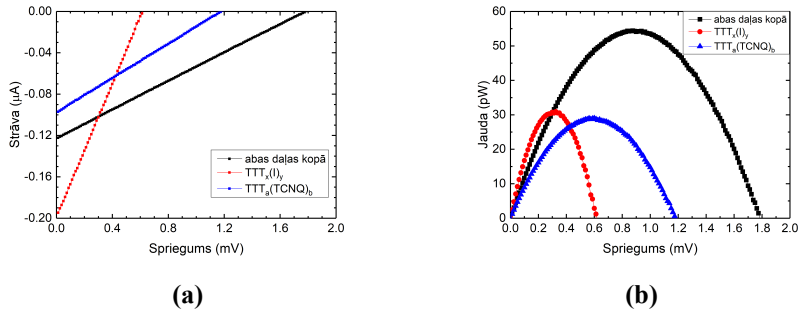 0.00
-0.04
-0.08
-0.12
-0.16
-0.20
Strāva (µA)
abas daļas kopā
TTTₓ(I)ᵧ
TTTₐ(TCNQ)b
0.0 0.4 0.8 1.2 1.6 2.0
Spriegums (mV)
(a)
60
50
40
30
20
10
0
Jauda (pW)
abas daļas kopā
TTTₓ(I)ᵧ
TTTₐ(TCNQ)b
0.0 0.2 0.4 0.6 0.8 1.0 1.2 1.4 1.6 1.8 2.0
Spriegums (mV)
(b)